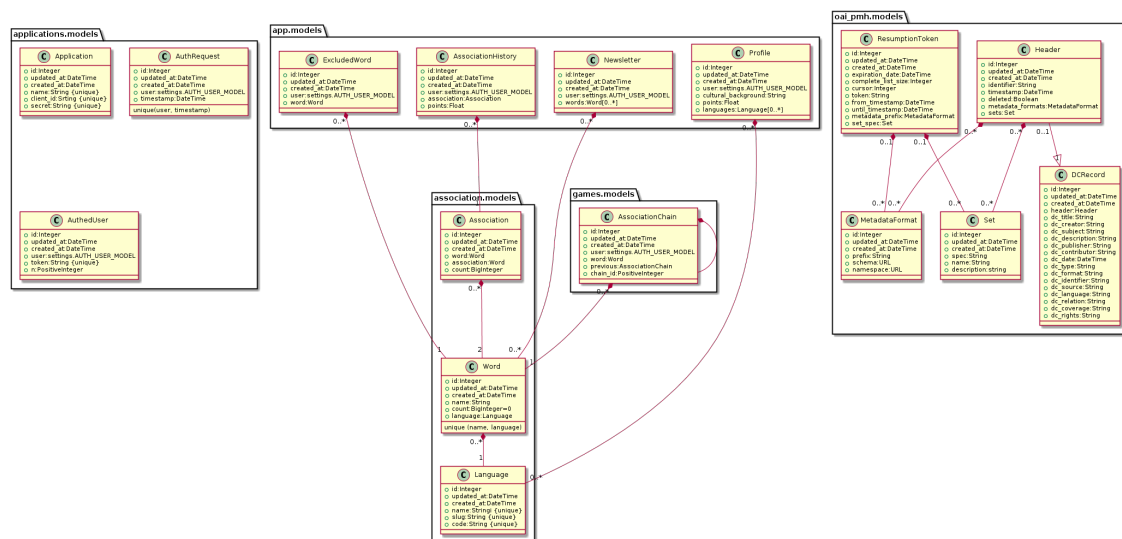 applications.models
C Application
id:Integer
updated_at:DateTime
created_at:DateTime
name:String {unique}
client_id:Srting {unique}
secret:String {unique}
C AuthRequest
id:Integer
updated_at:DateTime
created_at:DateTime
user:settings.AUTH_USER_MODEL
timestamp:DateTime
unique(user, timestamp)
C AuthedUser
id:Integer
updated_at:DateTime
created_at:DateTime
user:settings.AUTH_USER_MODEL
token:String {unique}
n:PositiveInteger
app.models
C ExcludedWord
id:Integer
updated_at:DateTime
created_at:DateTime
user:settings.AUTH_USER_MODEL
word:Word
C AssociationHistory
id:Integer
updated_at:DateTime
created_at:DateTime
user:settings.AUTH_USER_MODEL
association:Association
points:Float
C Newsletter
id:Integer
updated_at:DateTime
created_at:DateTime
user:settings.AUTH_USER_MODEL
words:Word[0..*]
C Profile
id:Integer
updated_at:DateTime
created_at:DateTime
user:settings.AUTH_USER_MODEL
cultural_background:String
points:Float
languages:Language[0..*]
0..*
0..*
0..*
0..*
association.models
C Association
id:Integer
updated_at:DateTime
created_at:DateTime
word:Word
association:Word
count:BigInteger
0..*
games.models
C AssociationChain
id:Integer
updated_at:DateTime
created_at:DateTime
user:settings.AUTH_USER_MODEL
word:Word
previous:AssociationChain
chain_id:PositiveInteger
0..*
1
2
0..*
1
C Word
id:Integer
updated_at:DateTime
created_at:DateTime
name:String
count:BigInteger=0
language:Language
unique (name, language)
0..*
1
0..*
C Language
id:Integer
updated_at:DateTime
created_at:DateTime
name:Stringl {unique}
slug:String {unique}
code:String {unique}
oai_pmh.models
C ResumptionToken
id:Integer
updated_at:DateTime
created_at:DateTime
expiration_date:DateTime
complete_list_size:Integer
cursor:Integer
token:String
from_timestamp:DateTime
until_timestamp:DateTime
metadata_prefix:MetadataFormat
set_spec:Set
C Header
id:Integer
updated_at:DateTime
created_at:DateTime
identifier:String
timestamp:DateTime
deleted:Boolean
metadata_formats:MetadataFormat
sets:Set
0..1
0..1
0..*
0..*
0..1
1
0..*
0..*
0..*
0..*
C MetadataFormat
id:Integer
updated_at:DateTime
created_at:DateTime
prefix:String
schema:URL
namespace:URL
C Set
id:Integer
updated_at:DateTime
created_at:DateTime
spec:String
name:String
description:string
C DCRecord
id:Integer
updated_at:DateTime
created_at:DateTime
header:Header
dc_title:String
dc_creator:String
dc_subject:String
dc_description:String
dc_publisher:String
dc_contributor:String
dc_date:DateTime
dc_type:String
dc_format:String
dc_identifier:String
dc_source:String
dc_language:String
dc_relation:String
dc_coverage:String
dc_rights:String